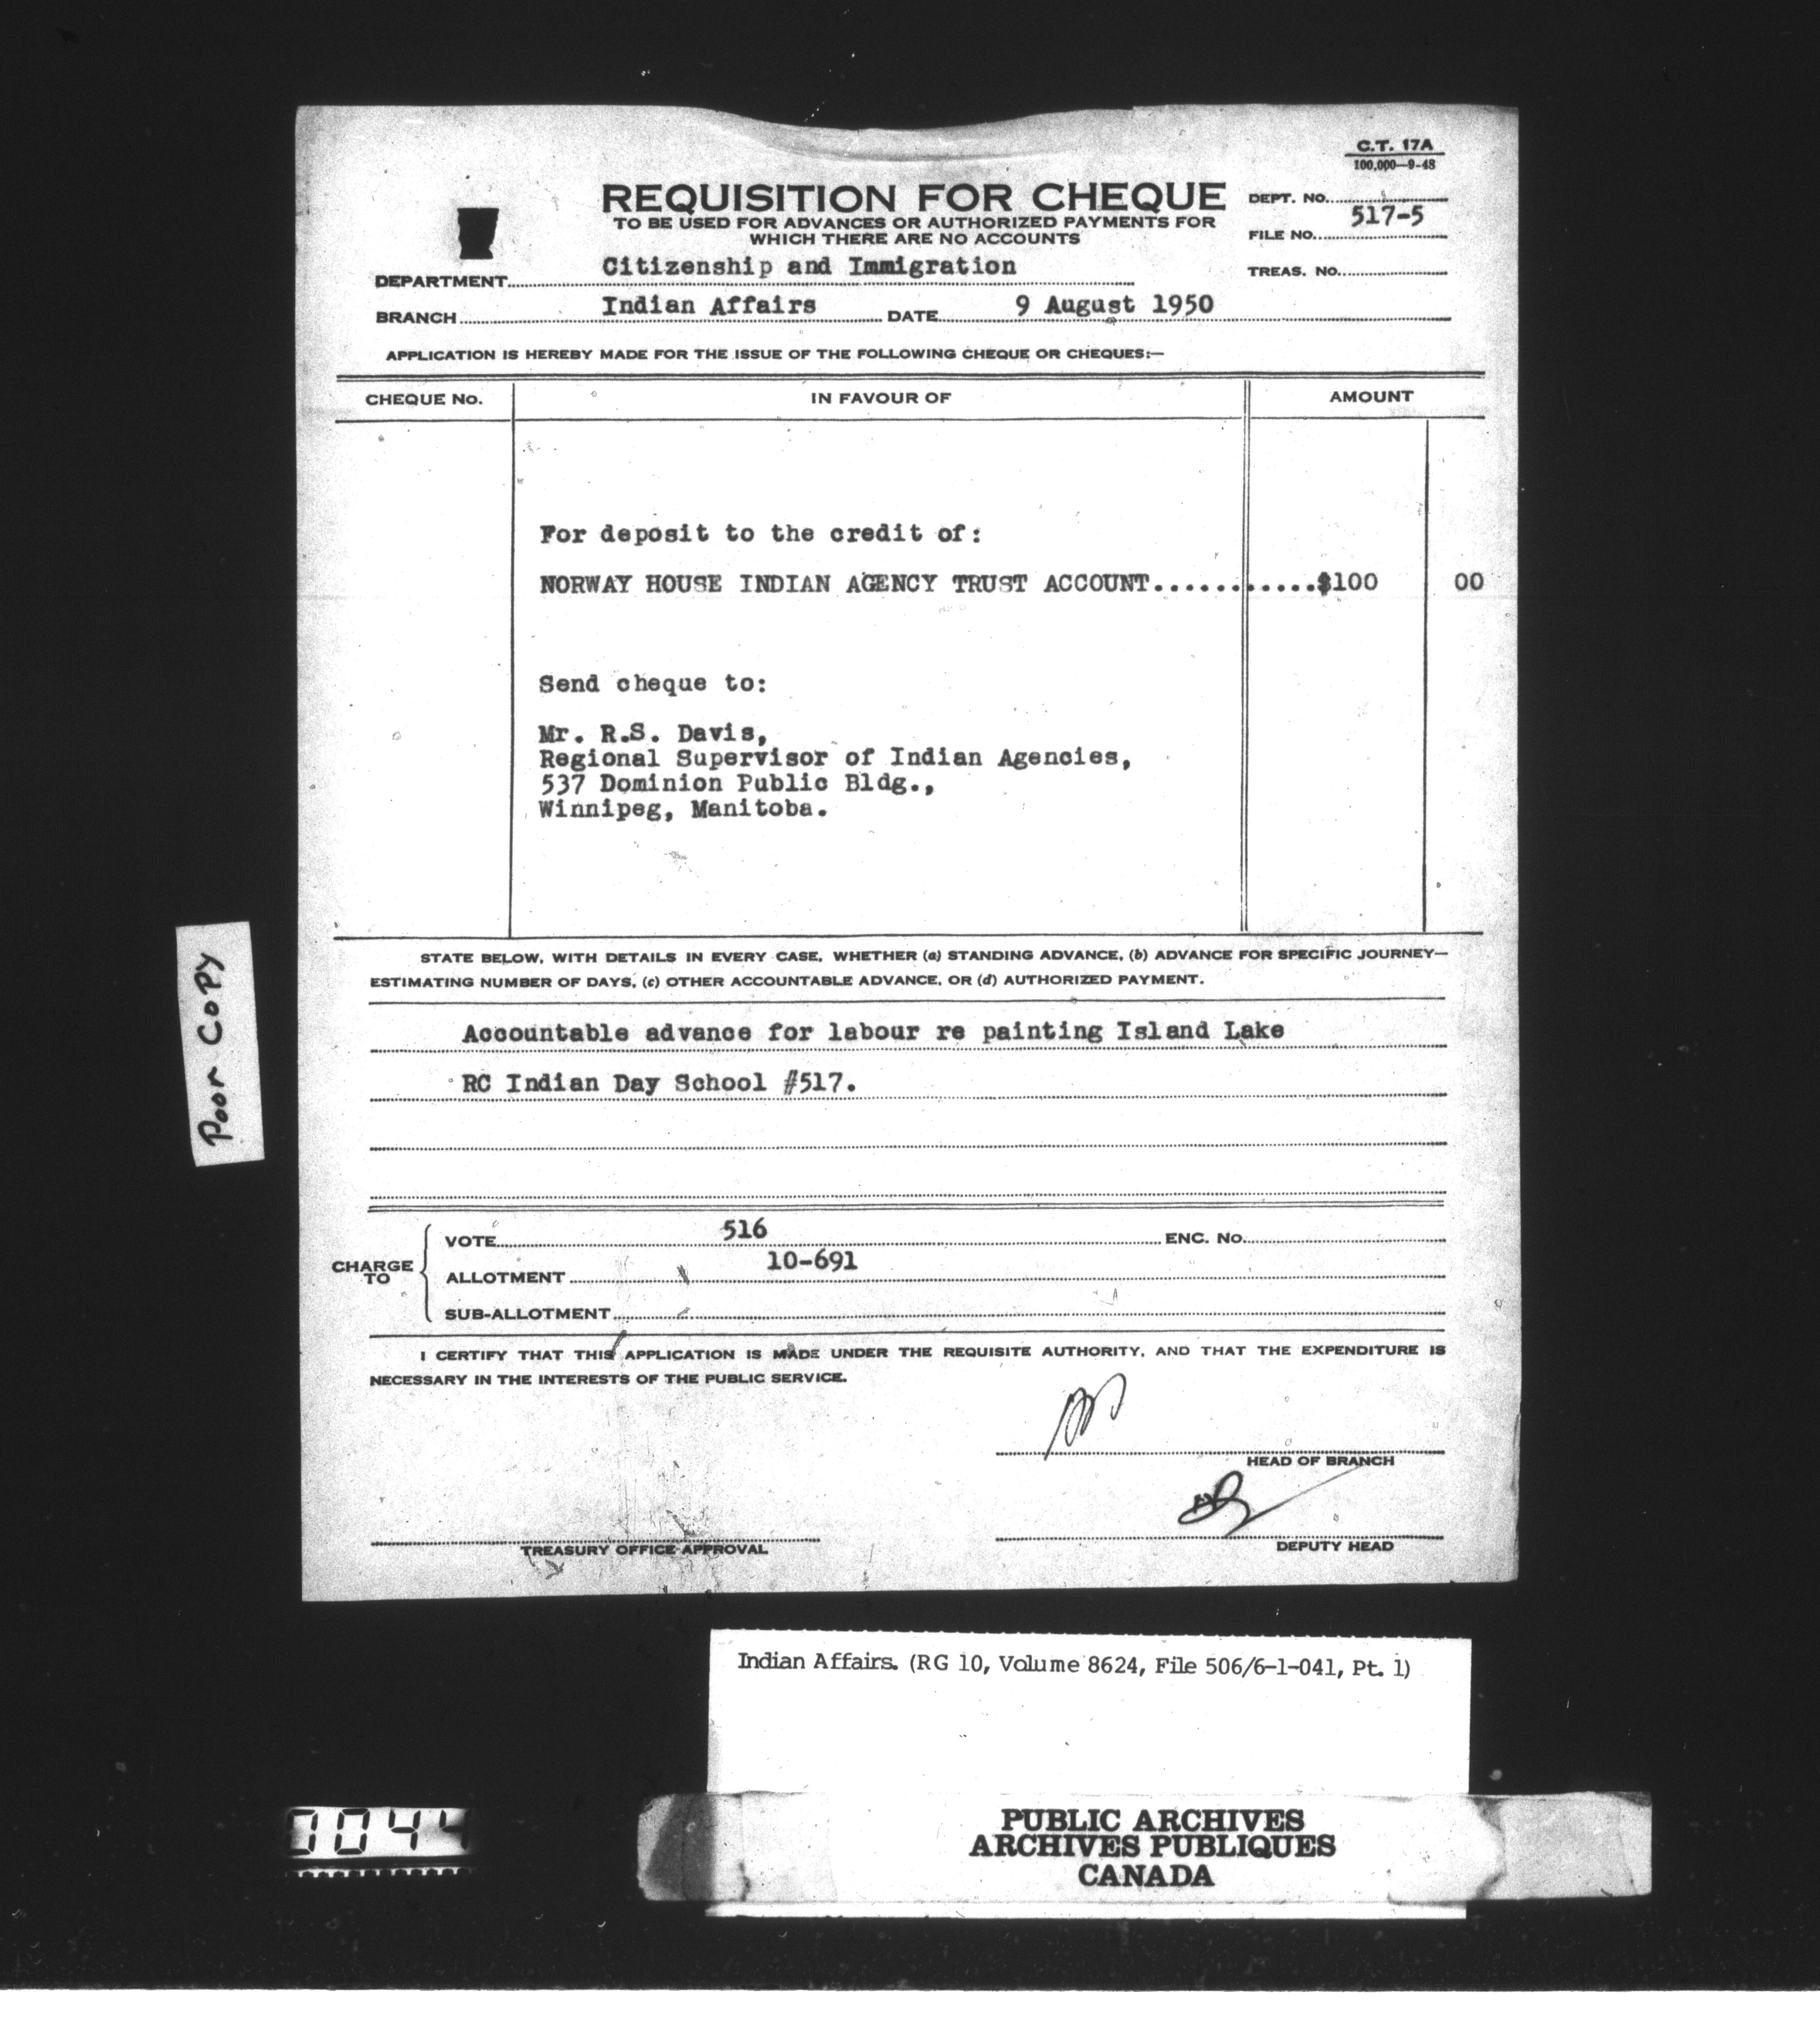 C.T. 17A
100,000—9-48
REQUISITION FOR CHEQUE
TO BE USED FOR ADVANCES OR AUTHORIZED PAYMENTS FOR
WHICH THERE ARE NO ACCOUNTS
DEPT. NO.
517-5
FILE NO.
TREAS. NO.
DEPARTMENT Citizenship and Immigration
BRANCH Indian Affairs DATE 9 August 1950
APPLICATION IS HEREBY MADE FOR THE ISSUE OF THE FOLLOWING CHEQUE OR CHEQUES:—
CHEQUE No. IN FAVOUR OF AMOUNT
For deposit to the credit of:
NORWAY HOUSE INDIAN AGENCY TRUST ACCOUNT............$100 00
Send cheque to:
Mr. R.S. Davis,
Regional Supervisor of Indian Agencies,
537 Dominion Public Bldg.,
Winnipeg, Manitoba.
STATE BELOW, WITH DETAILS IN EVERY CASE, WHETHER (a) STANDING ADVANCE, (b) ADVANCE FOR SPECIFIC JOURNEY—
ESTIMATING NUMBER OF DAYS, (c) OTHER ACCOUNTABLE ADVANCE, OR (d) AUTHORIZED PAYMENT.
Accountable advance for labour re painting Island Lake
RC Indian Day School #517.
CHARGE TO
VOTE 516 ENC. No.
ALLOTMENT 10-691
SUB-ALLOTMENT
I CERTIFY THAT THIS APPLICATION IS MADE UNDER THE REQUISITE AUTHORITY, AND THAT THE EXPENDITURE IS
NECESSARY IN THE INTERESTS OF THE PUBLIC SERVICE.
HEAD OF BRANCH
TREASURY OFFICE APPROVAL
DEPUTY HEAD
Poor Copy
Indian Affairs. (RG 10, Volume 8624, File 506/6-1-041, Pt. 1)
PUBLIC ARCHIVES
ARCHIVES PUBLIQUES
CANADA